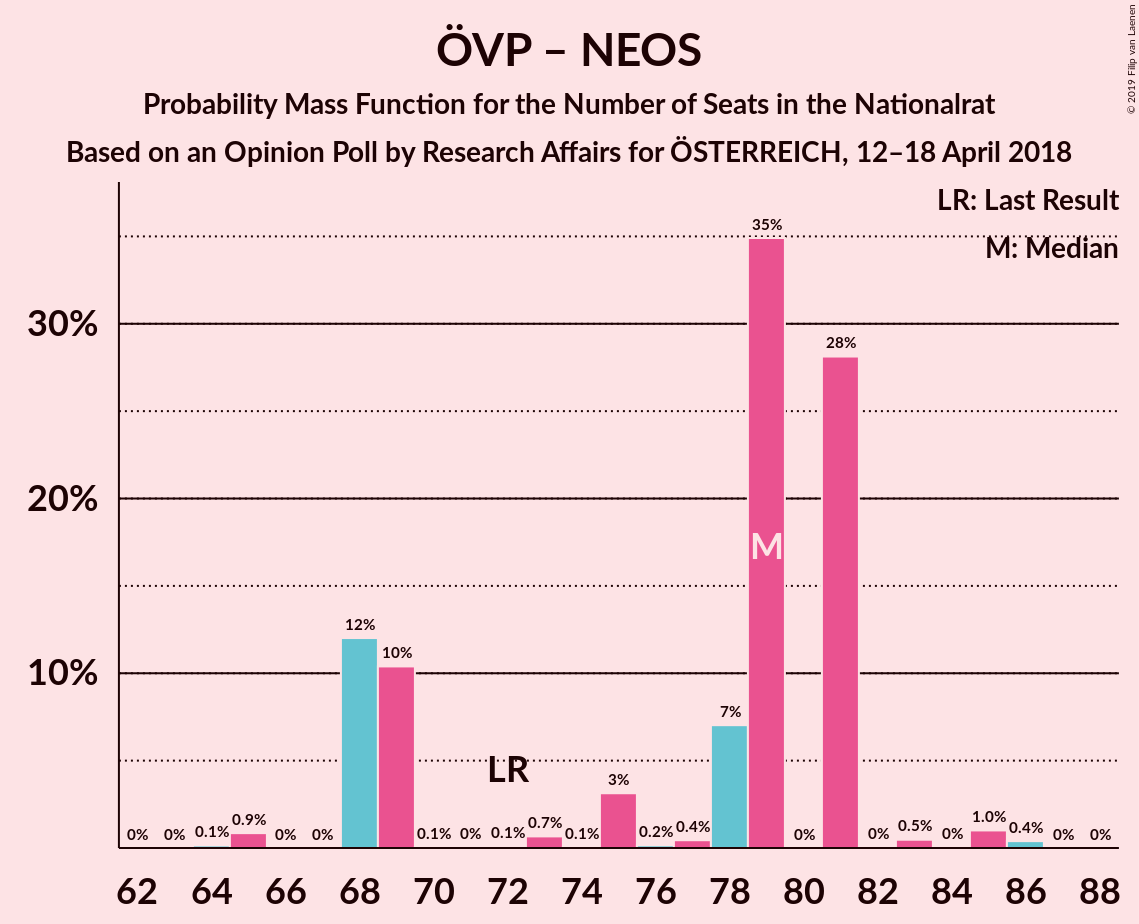 ÖVP – NEOS
Probability Mass Function for the Number of Seats in the Nationalrat
Based on an Opinion Poll by Research Affairs for ÖSTERREICH, 12–18 April 2018
© 2019 Filip van Laenen
LR: Last Result
M: Median
30%
20%
10%
0% 0% 0.1% 0.9% 0% 0% 12% 10% 0.1% 0% 0.1% 0.7% 0.1% 3% 0.2% 0.4% 7% 35% 0% 28% 0% 0.5% 0% 1.0% 0.4% 0% 0%
LR
M
62 64 66 68 70 72 74 76 78 80 82 84 86 88